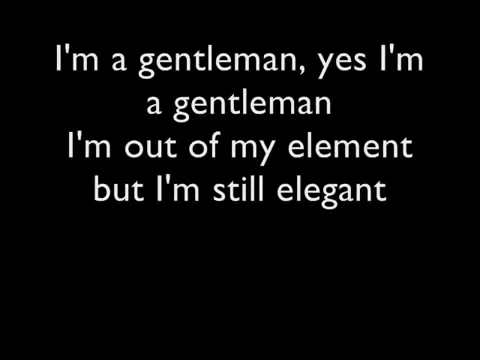 I'm a gentleman, yes I'm
a gentleman
I'm out of my element
but I'm still elegant